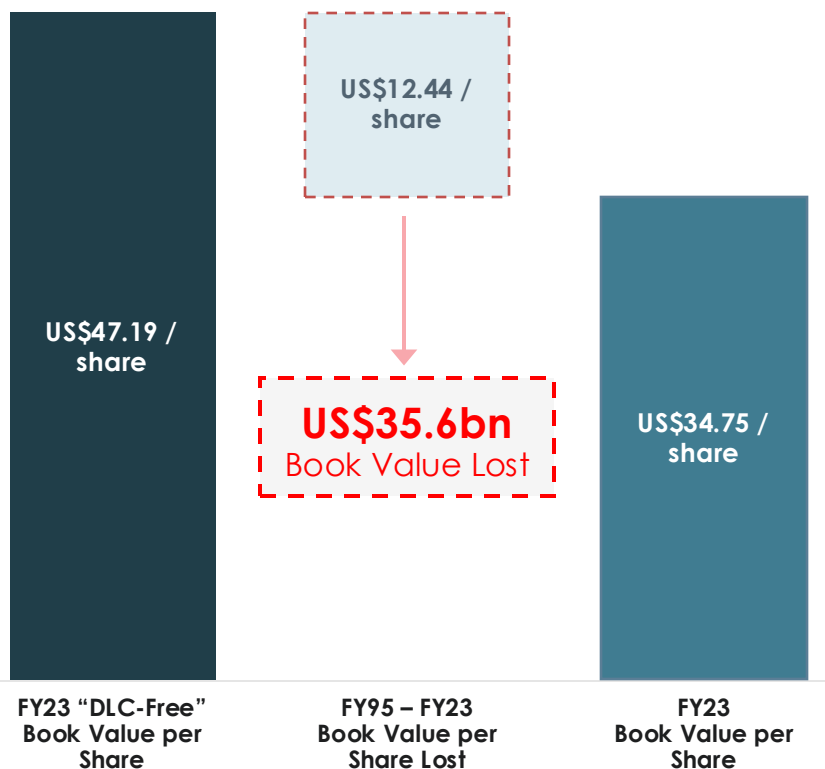 US$47.19 /
share
US$12.44 /
share
US$35.6bn
Book Value Lost
US$34.75 /
share
FY23 “DLC-Free”
Book Value per
Share
FY95 – FY23
Book Value per
Share Lost
FY23
Book Value per
Share